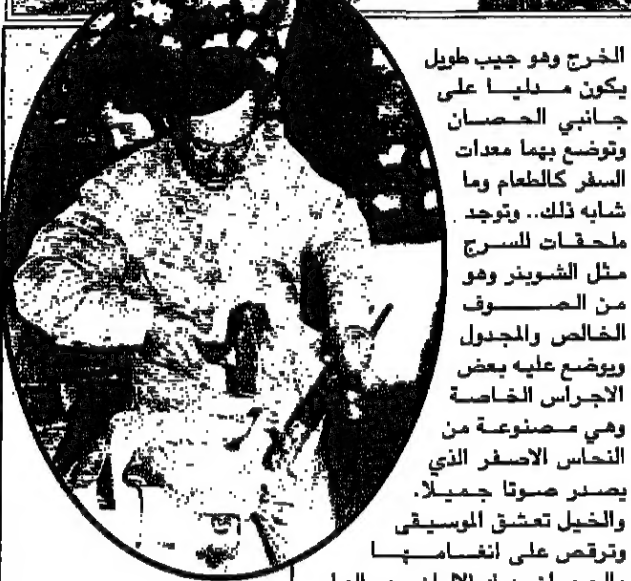 الخرج وهو جيب طويل
يكون مدليا على
جانبي الحصان
وتوضع بهما معدات
السفر كالطعام وما
شابه ذلك.. وتوجد
ملحقات للسرج
مثل الشوينر وهو
من الصوف
الخالص والمجدول
ويوضع عليه بعض
الاجراس الخاصة
وهي مصنوعة من
النحاس الاصفر الذي
يصدر صوتا جميلا.
والخيل تعشق الموسيقى
وترقص على انغامها